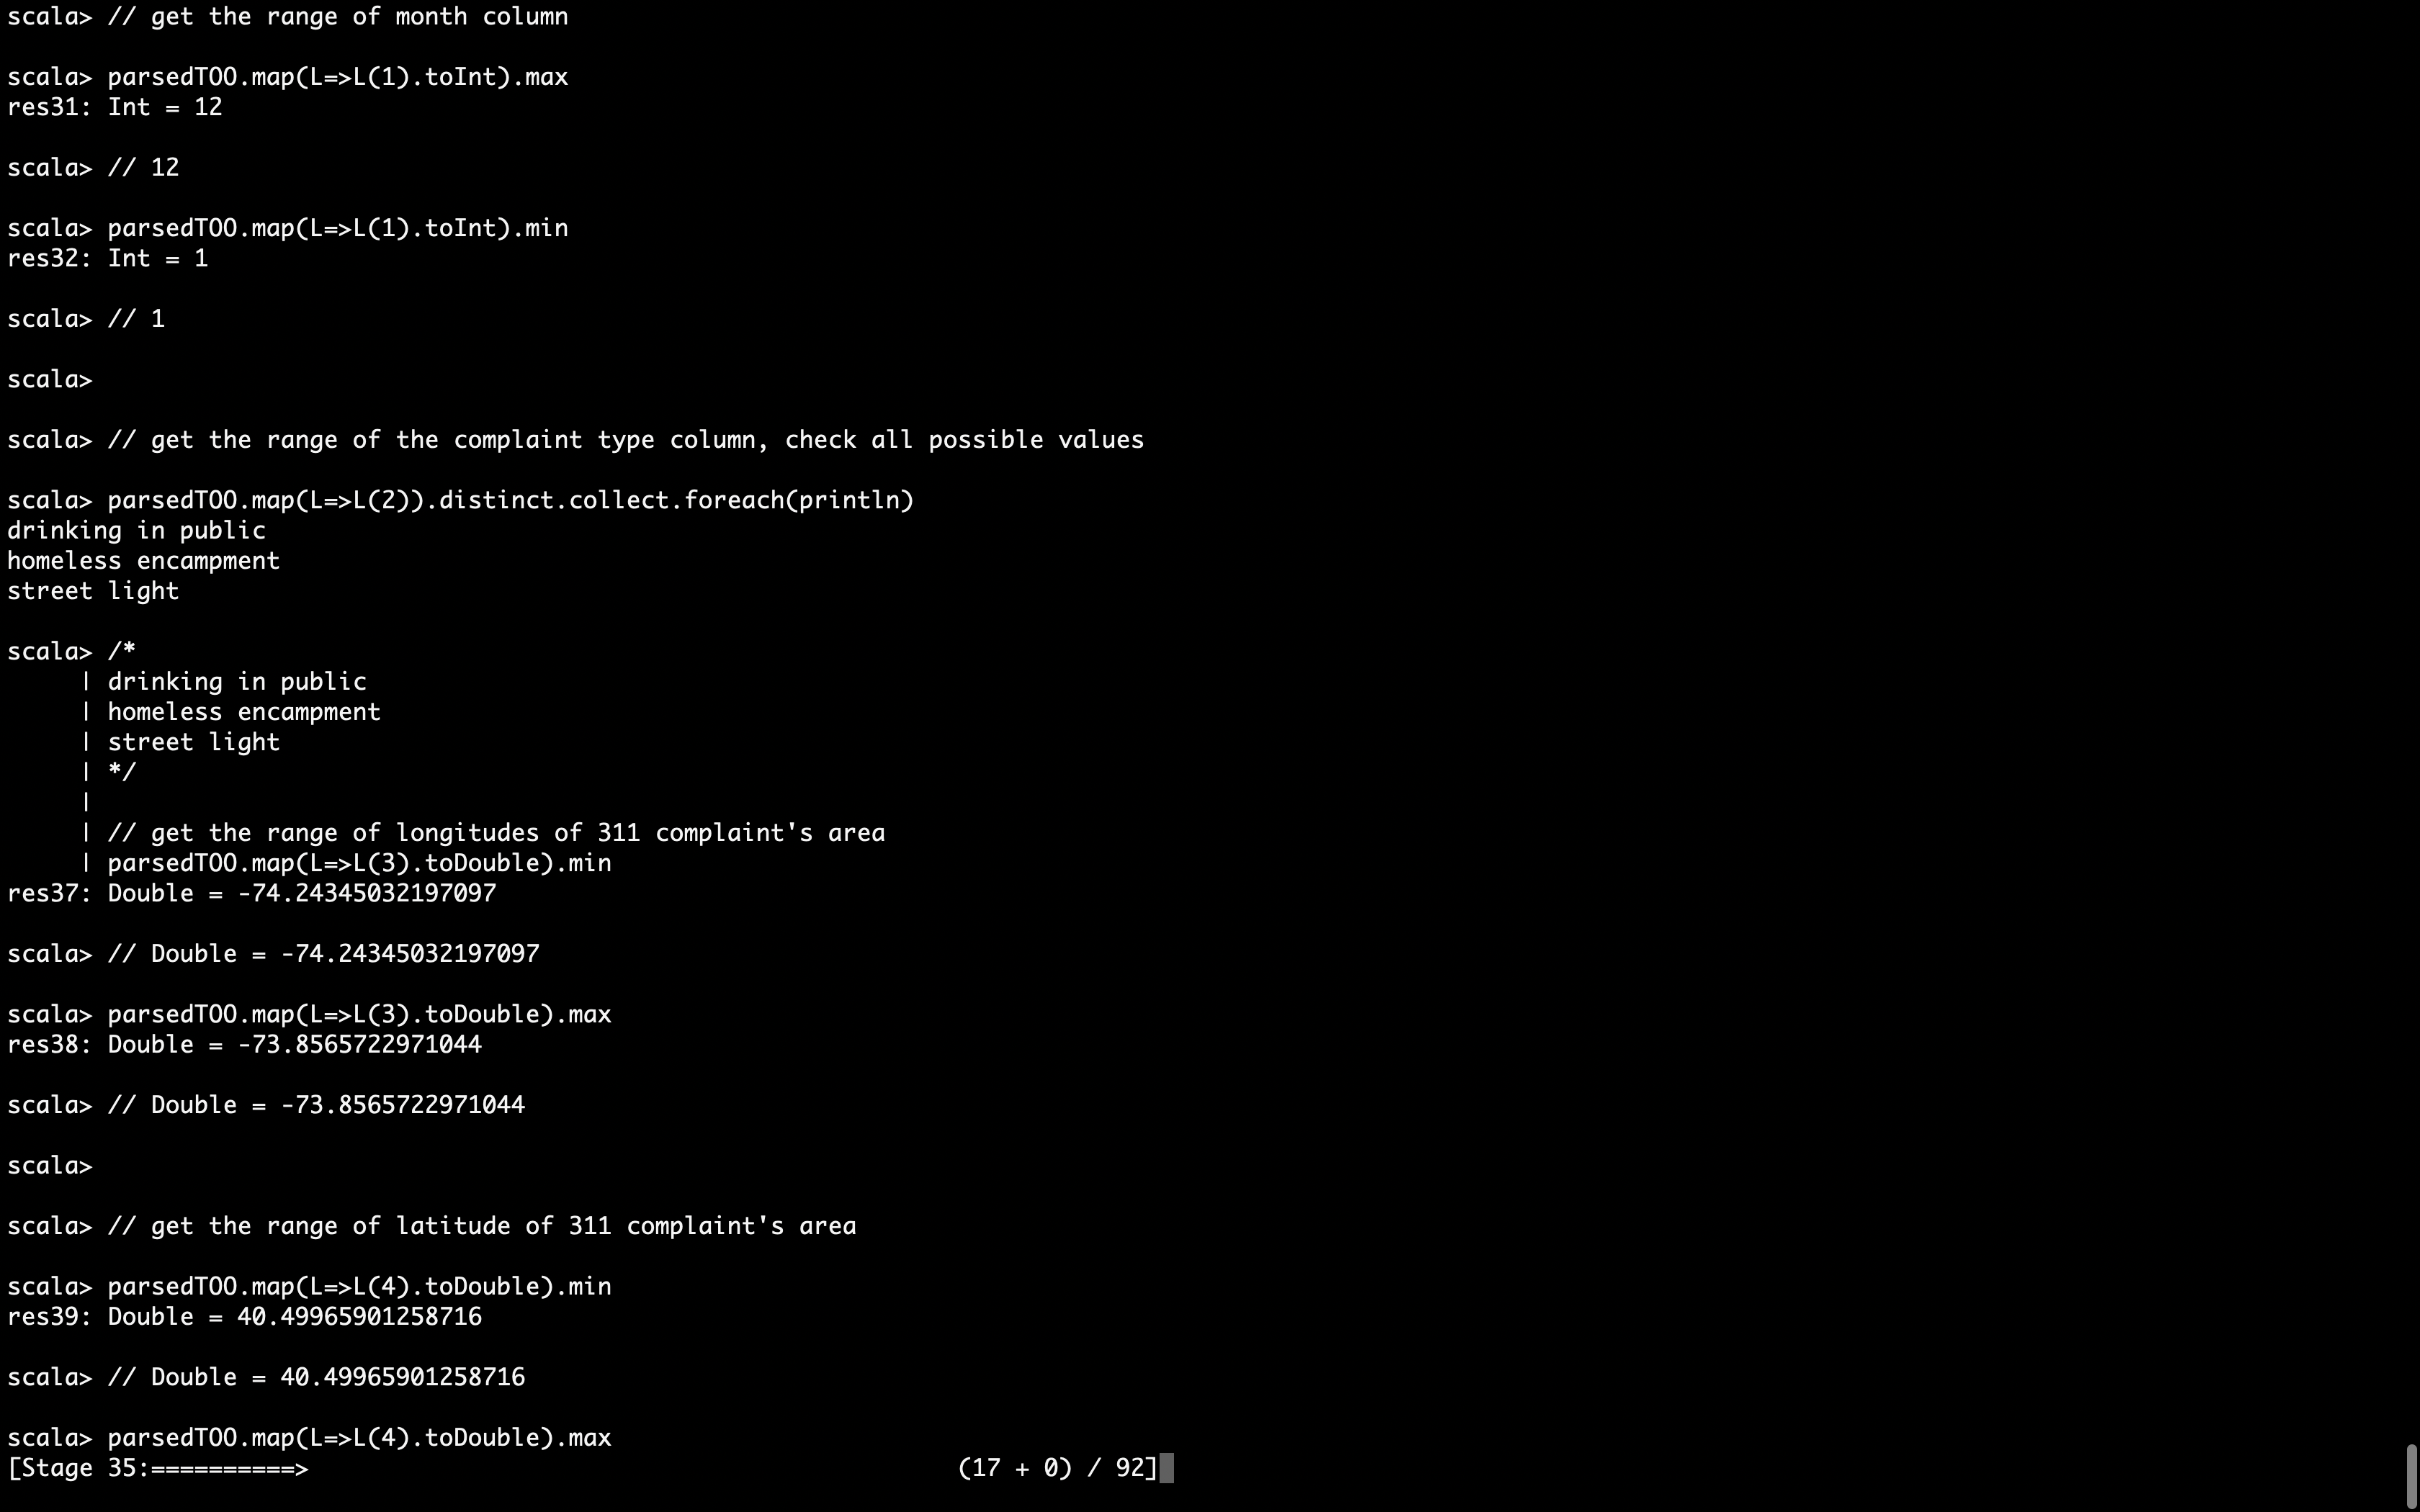 scala> // get the range of month column
scala> parsedTOO.map(L=>L(1).toInt).max
res31: Int = 12
scala> // 12
scala> parsedTOO.map(L=>L(1).toInt).min
res32: Int = 1
scala> // 1
scala>
scala> // get the range of the complaint type column, check all possible values
scala> parsedTOO.map(L=>L(2)).distinct.collect.foreach(println)
drinking in public
homeless encampment
street light
scala> /*
| drinking in public
| homeless encampment
| street light
| */
|
| // get the range of longitudes of 311 complaint's area
| parsedTOO.map(L=>L(3).toDouble).min
res37: Double = -74.24345032197097
scala> // Double = -74.24345032197097
scala> parsedTOO.map(L=>L(3).toDouble).max
res38: Double = -73.8565722971044
scala> // Double = -73.8565722971044
scala>
scala> // get the range of latitude of 311 complaint's area
scala> parsedTOO.map(L=>L(4).toDouble).min
res39: Double = 40.49965901258716
scala> // Double = 40.49965901258716
scala> parsedTOO.map(L=>L(4).toDouble).max
[Stage 35:==========> (17 + 0) / 92]